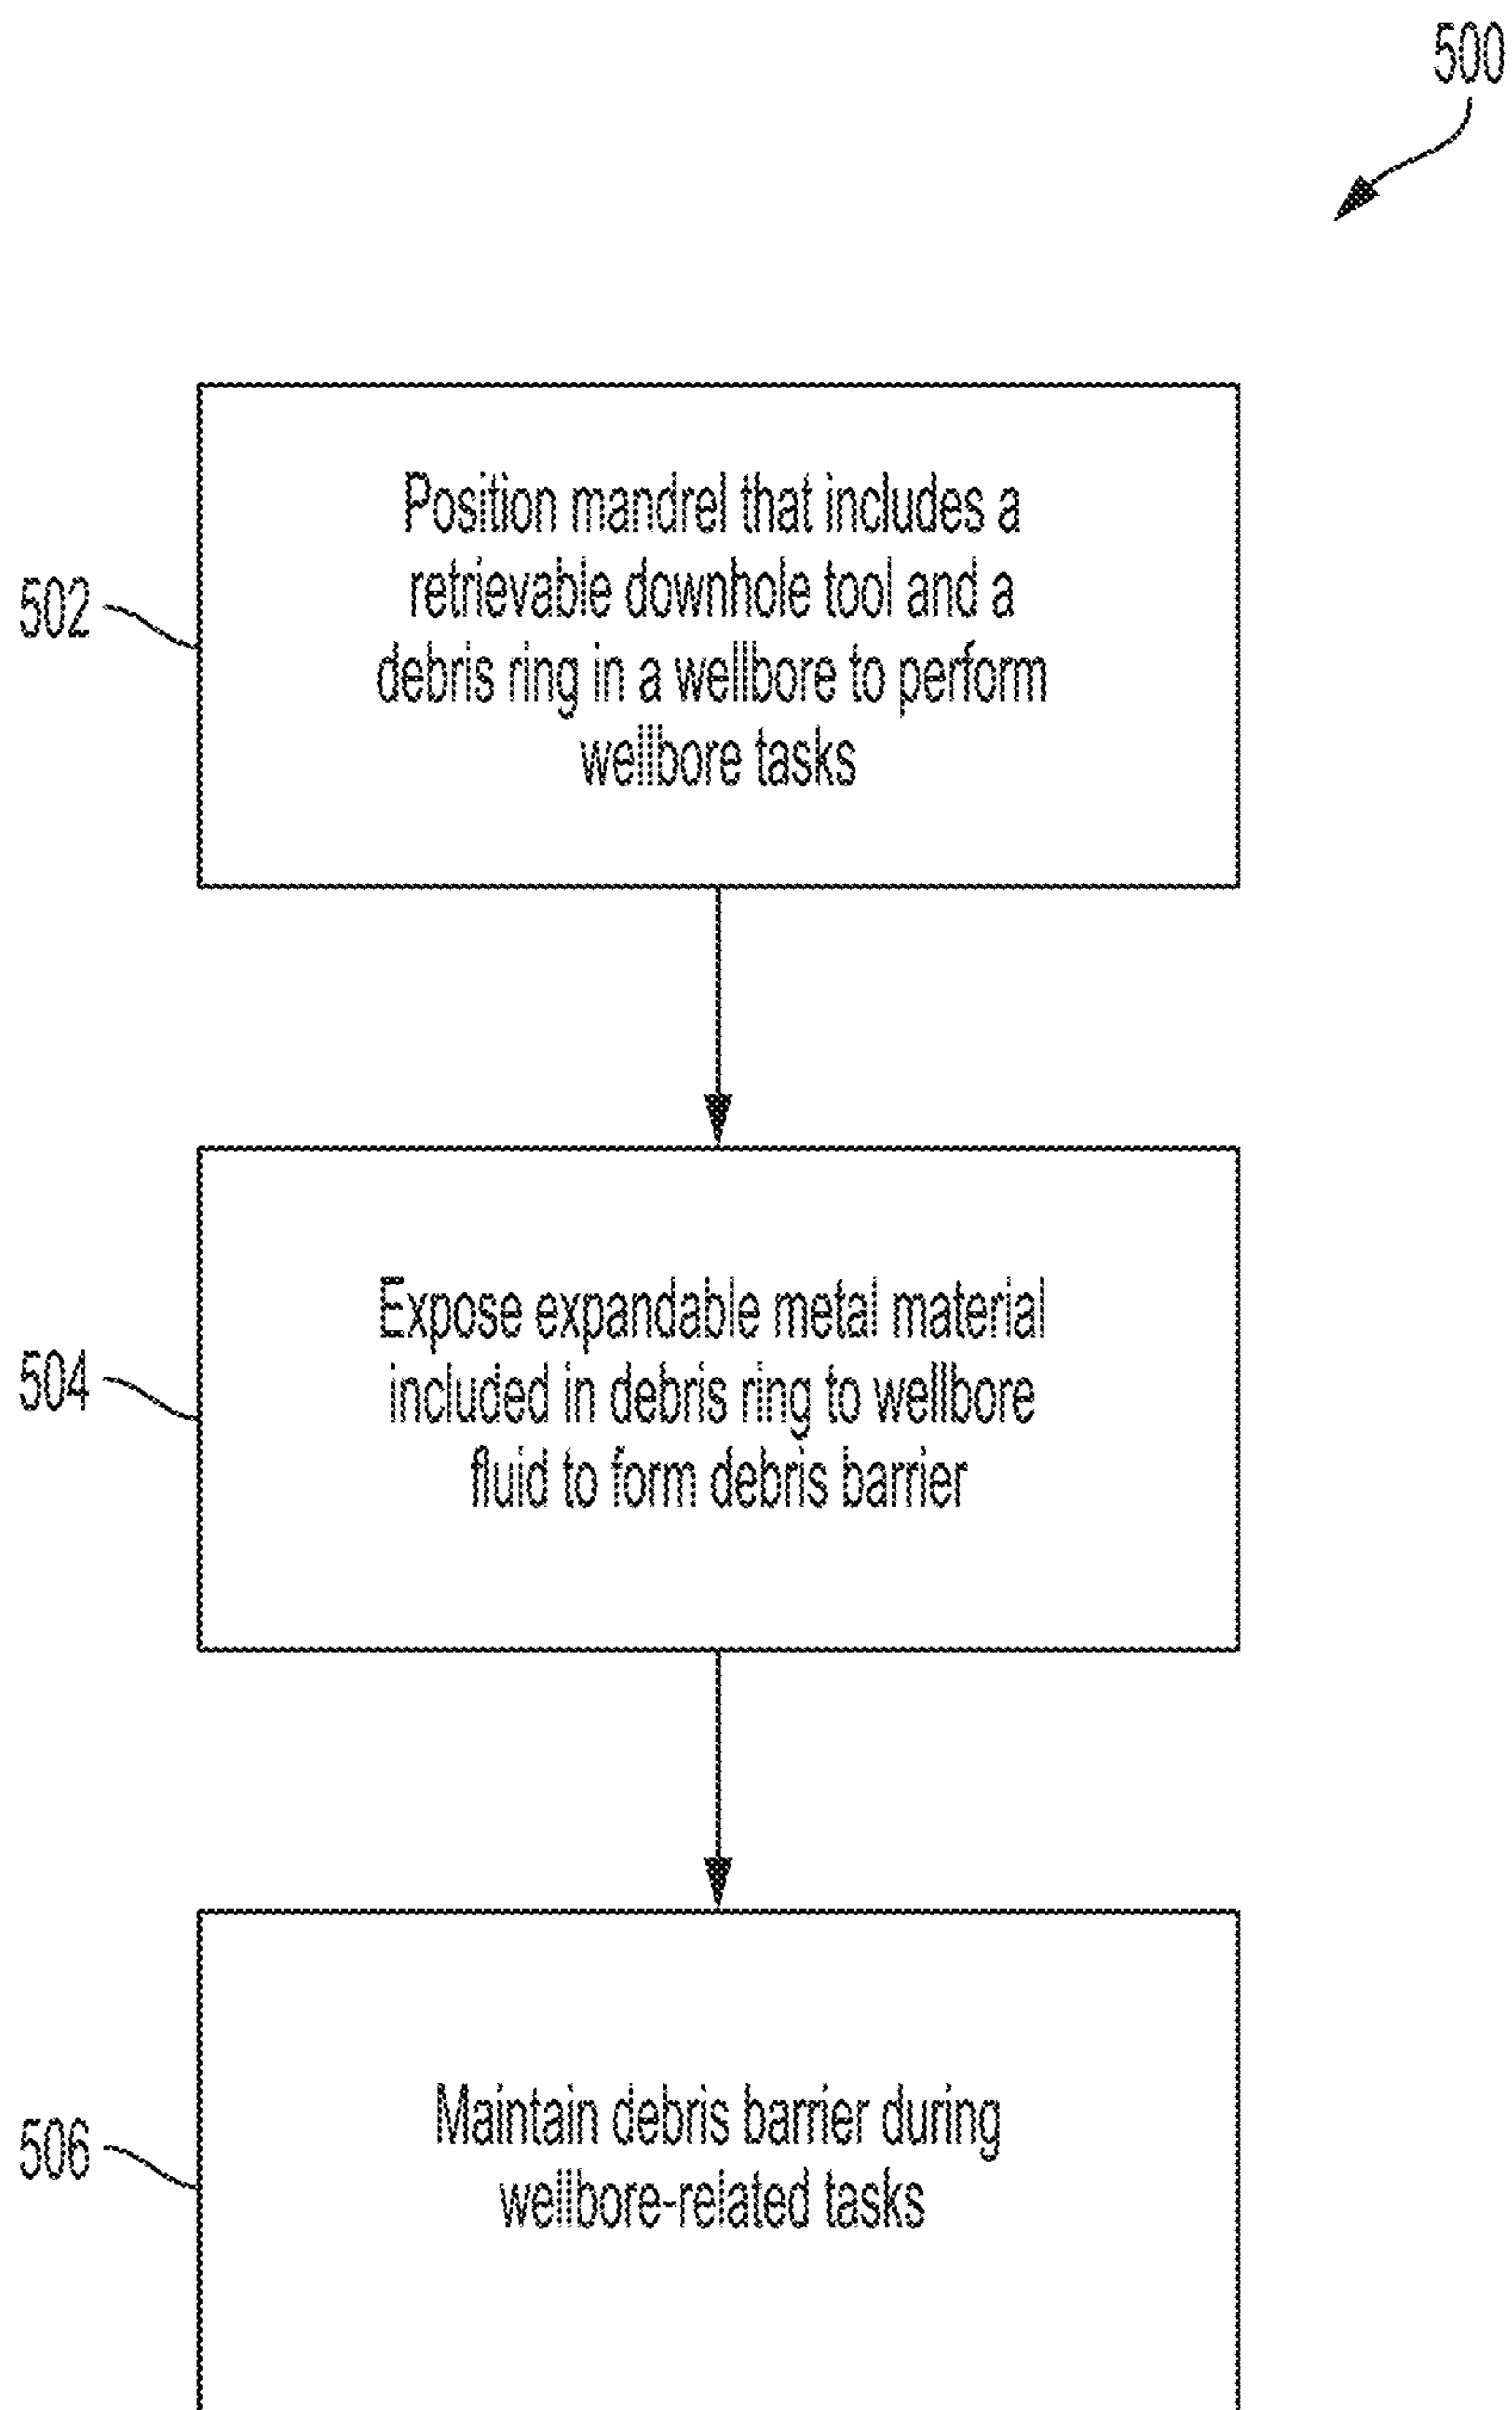 500
502
Position mandrel that includes a
retrievable downhole tool and a
debris ring in a wellbore to perform
wellbore tasks
504
Expose expandable metal material
included in debris ring to wellbore
fluid to form debris barrier
506
Maintain debris barrier during
wellbore-related tasks